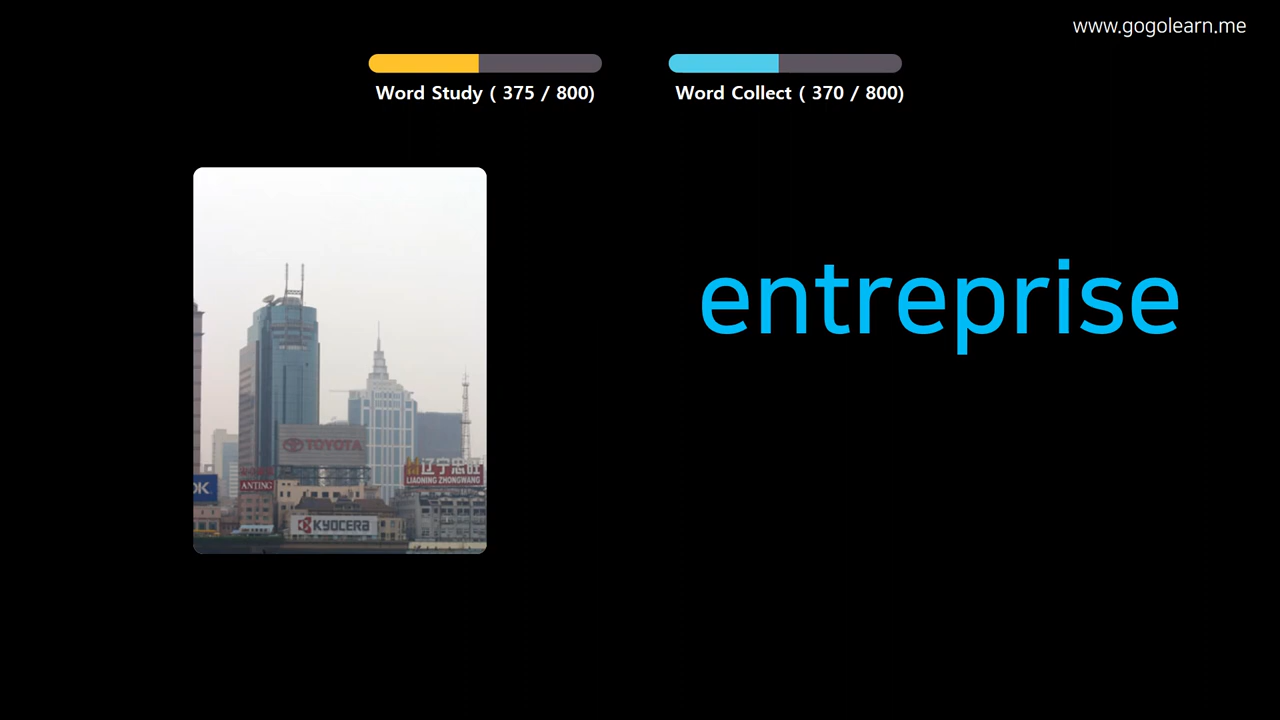 www.gogolearn.me
Word Study ( 375 / 800)
Word Collect ( 370 / 800)
entreprise
TOYOTA
辽宁忠旺
LIAONING ZHONGWANG
OK
ANTING
KYOCERA